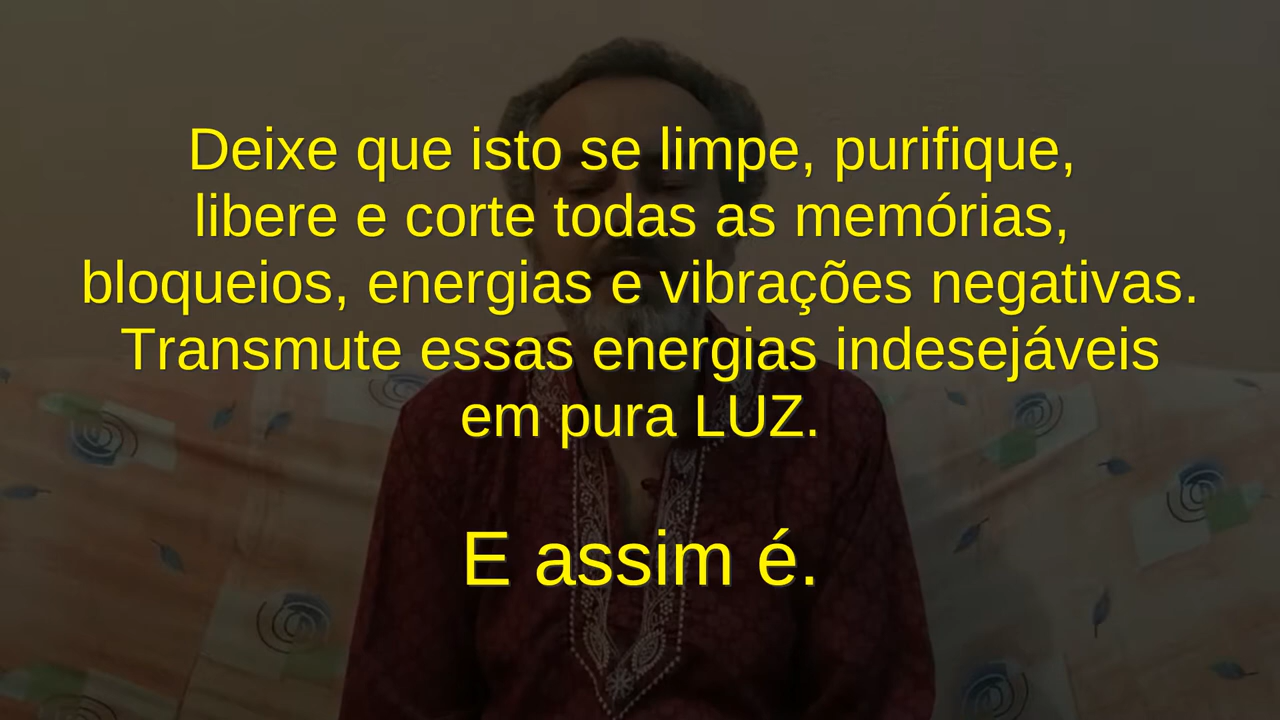 Deixe que isto se limpe, purifique,
libere e corte todas as memórias,
bloqueios, energias e vibrações negativas.
Transmute essas energias indesejáveis
em pura LUZ.
E assim é.